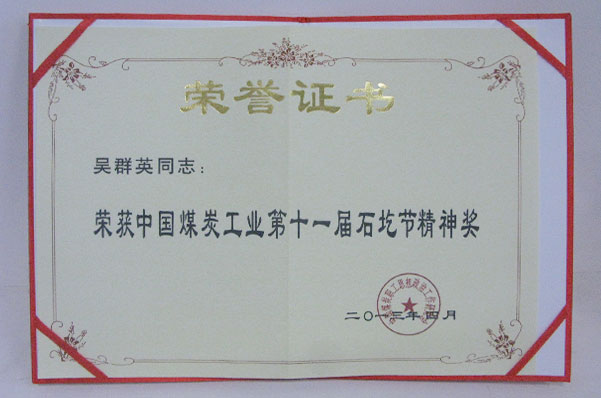 荣誉证书
吴群英同志：
荣获中国煤炭工业第十一届石圪节精神奖
二〇一三年四月